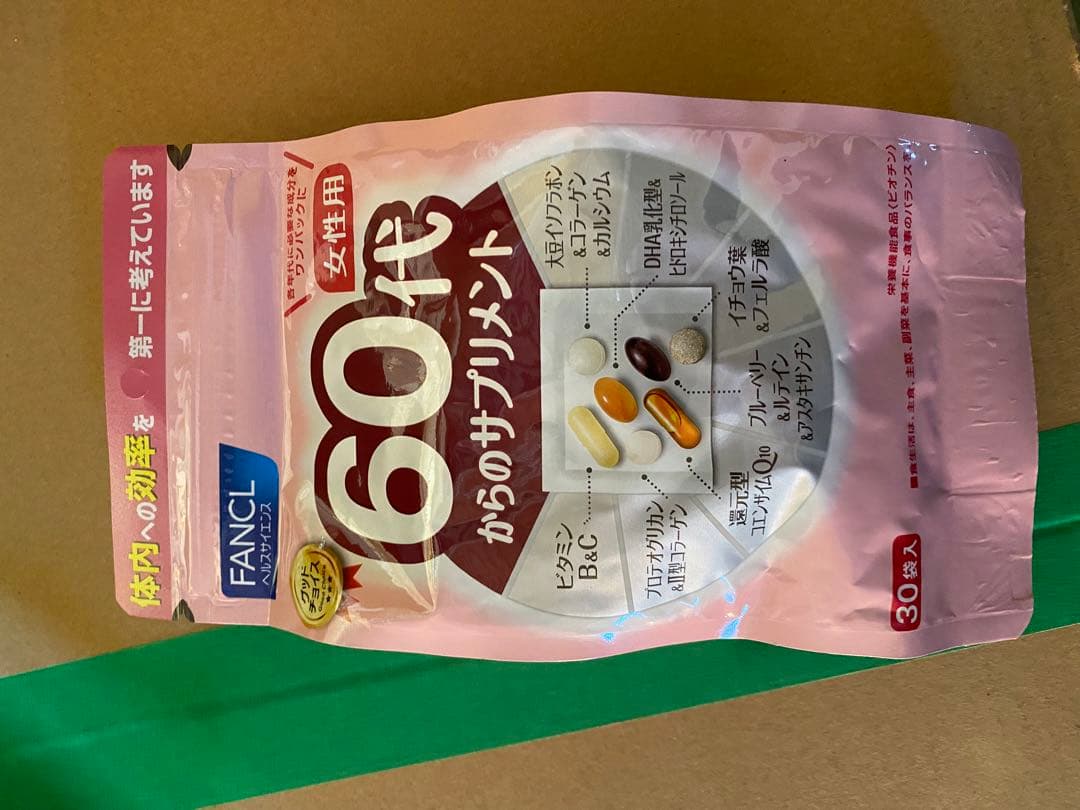 体内への効率を 第一に考えています
FANCL
ヘルスサイエンス
グッド
チョイス
Good Choice
各年代に必要な成分を
ワンパックに
女性用
60代
からのサプリメント
ビタミン
B&C
大豆イソフラボン
&コラーゲン
&カルシウム
プロテオグリカン
&Ⅱ型コラーゲン
DHA乳化型&
ヒドロキシチロソール
還元型
コエンザイムQ10
イチョウ葉
&フェルラ酸
ブルーベリー
&ルテイン
&アスタキサンチン
栄養機能食品〈ビオチン〉
30袋入
■食生活は、主食、主菜、副菜を基本に、食事のバランスを